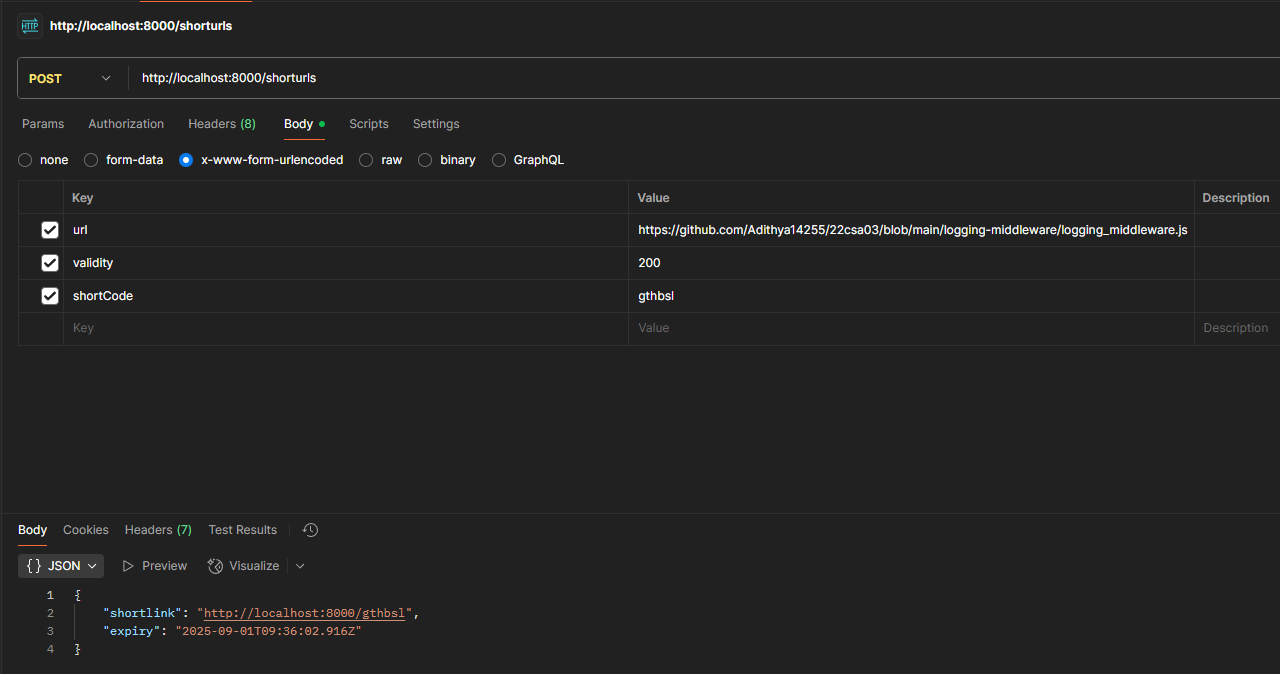 HTTP http://localhost:8000/shorturls
POST http://localhost:8000/shorturls
Params Authorization Headers (8) Body Scripts Settings
none form-data x-www-form-urlencoded raw binary GraphQL
Key Value Description
url https://github.com/Adithya14255/22csa03/blob/main/logging-middleware/logging_middleware.js
validity 200
shortCode gthbsl
Key Value Description
Body Cookies Headers (7) Test Results
{} JSON Preview Visualize
1 {
2 "shortlink": "http://localhost:8000/gthbsl",
3 "expiry": "2025-09-01T09:36:02.916Z"
4 }